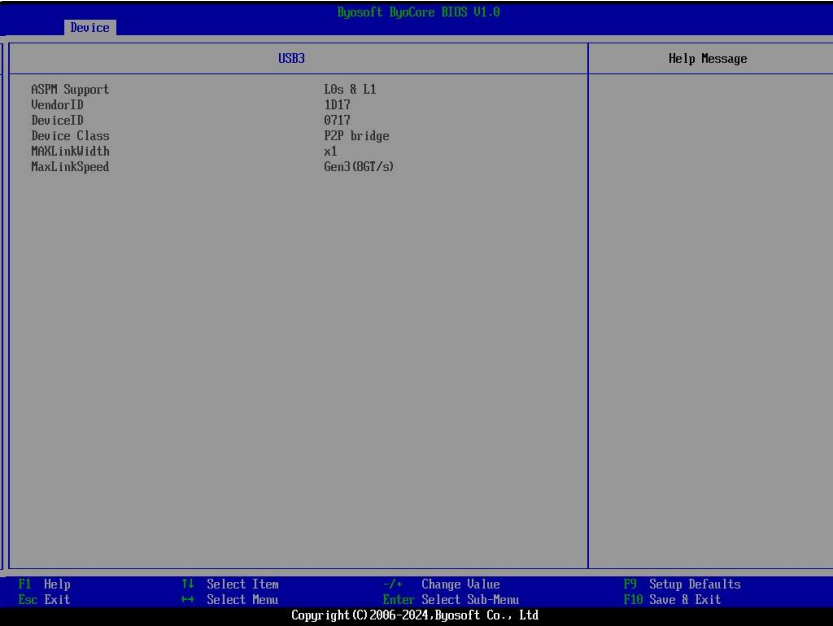 Byosoft ByoCore BIOS V1.0
Device
USB3
Help Message
ASPM Support L0s & L1
VendorID 1D17
DeviceID 0717
Device Class P2P bridge
MAXLinkWidth x1
MaxLinkSpeed Gen3(8GT/s)
F1 Help ↑↓ Select Item -/+ Change Value F9 Setup Defaults
Esc Exit ←→ Select Menu Enter Select Sub-Menu F10 Save & Exit
Copyright(C)2006-2024,Byosoft Co., Ltd